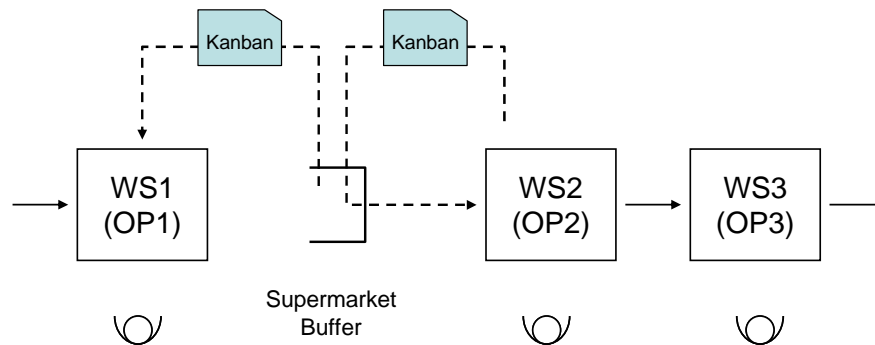 Kanban
Kanban
WS1
(OP1)
WS2
(OP2)
WS3
(OP3)
Supermarket
Buffer